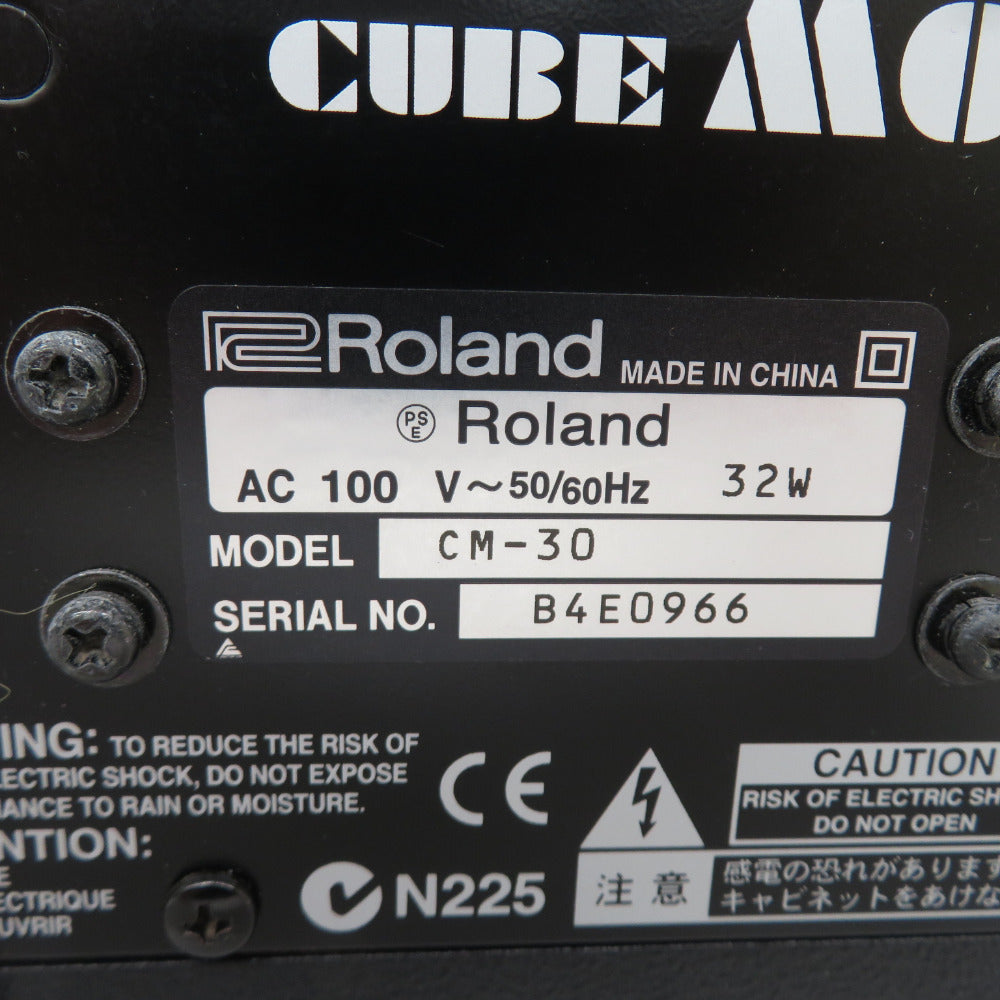 CUBE MO
Roland MADE IN CHINA
PSE Roland
AC 100 V～50/60Hz 32W
MODEL CM-30
SERIAL NO. B4E0966
ING: TO REDUCE THE RISK OF
LECTRIC SHOCK, DO NOT EXPOSE
IANCE TO RAIN OR MOISTURE.
NTION:
E
ECTRIQUE
UVRIR
CE
N225
CAUTION
RISK OF ELECTRIC SH
DO NOT OPEN
注意
感電の恐れがあります
キャビネットをあけな